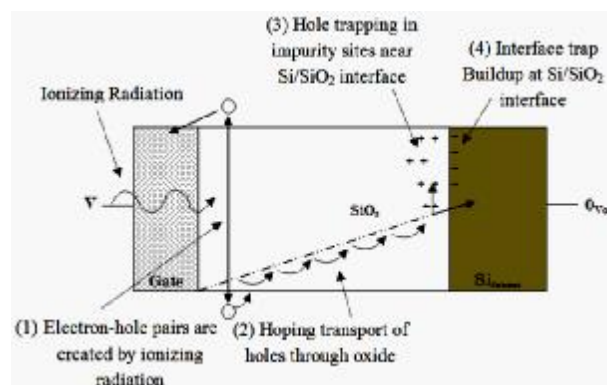 (3) Hole trapping in
impurity sites near
Si/SiO2 interface
(4) Interface trap
Buildup at Si/SiO2
interface
Ionizing Radiation
V
SiO2
Gate
(1) Electron-hole pairs are
created by ionizing
radiation
(2) Hoping transport of
holes through oxide